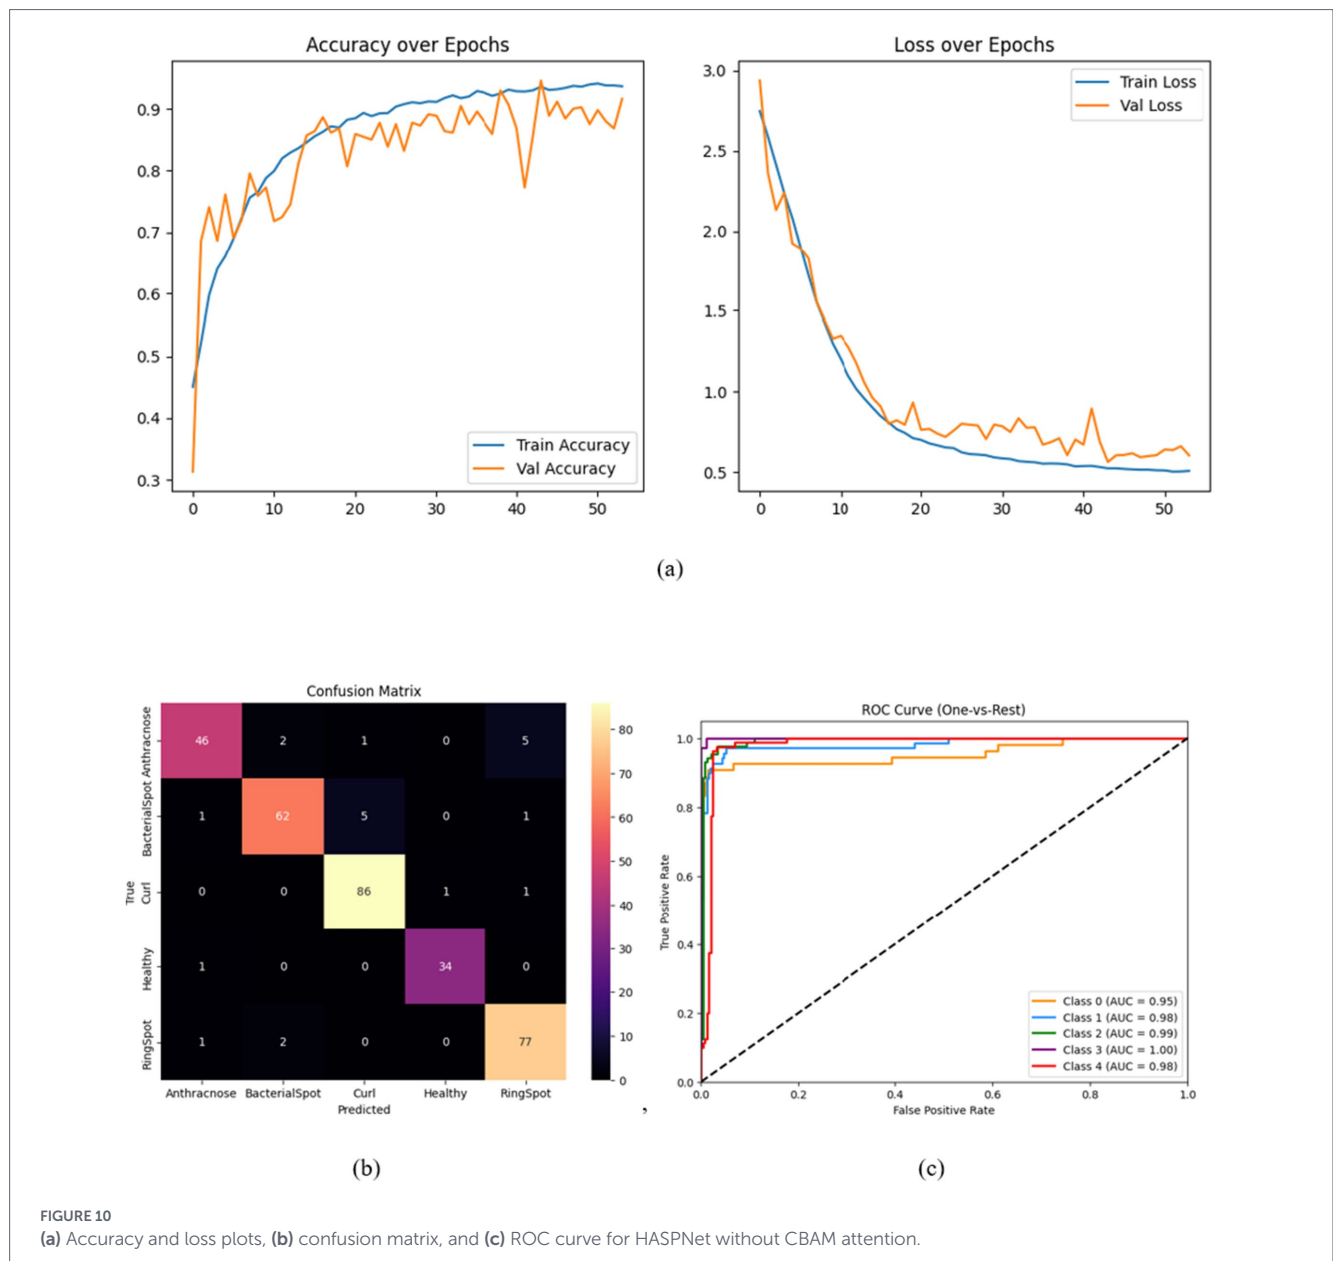 Accuracy over Epochs
0.9
0.8
0.7
0.6
0.5
0.4
0.3
0 10 20 30 40 50
Train Accuracy
Val Accuracy
Loss over Epochs
3.0
2.5
2.0
1.5
1.0
0.5
0 10 20 30 40 50
Train Loss
Val Loss
(a)
Confusion Matrix
True
Anthracnose
46 2 1 0 5
BacterialSpot
1 62 5 0 1
Curl
0 0 86 1 1
Healthy
1 0 0 34 0
RingSpot
1 2 0 0 77
Anthracnose BacterialSpot Curl Healthy RingSpot
Predicted
80
70
60
50
40
30
20
10
0
,
(b)
ROC Curve (One-vs-Rest)
True Positive Rate
1.0
0.8
0.6
0.4
0.2
0.0
0.0 0.2 0.4 0.6 0.8 1.0
False Positive Rate
Class 0 (AUC = 0.95)
Class 1 (AUC = 0.98)
Class 2 (AUC = 0.99)
Class 3 (AUC = 1.00)
Class 4 (AUC = 0.98)
(c)
FIGURE 10
(a) Accuracy and loss plots, (b) confusion matrix, and (c) ROC curve for HASPNet without CBAM attention.